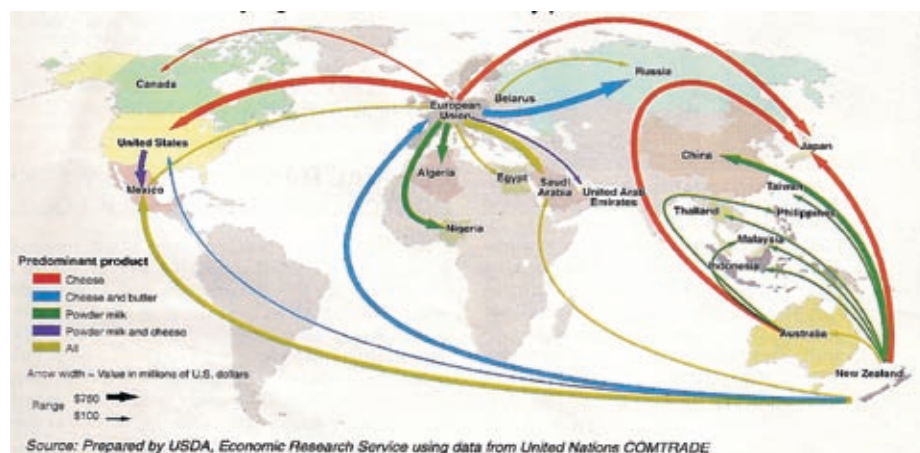 Canada
Russia
Belarus
European
Union
United States
Japan
China
Mexico
Algeria
Egypt
Saudi
Arabia
United Arab
Emirates
Taiwan
Thailand
Philippines
Nigeria
Malaysia
Indonesia
Predominant product
Cheese
Cheese and butter
Powder milk
Powder milk and cheese
All
Australia
New Zealand
Arrow width = Value in millions of U.S. dollars
Range
$750
$100
Source: Prepared by USDA, Economic Research Service using data from United Nations COMTRADE